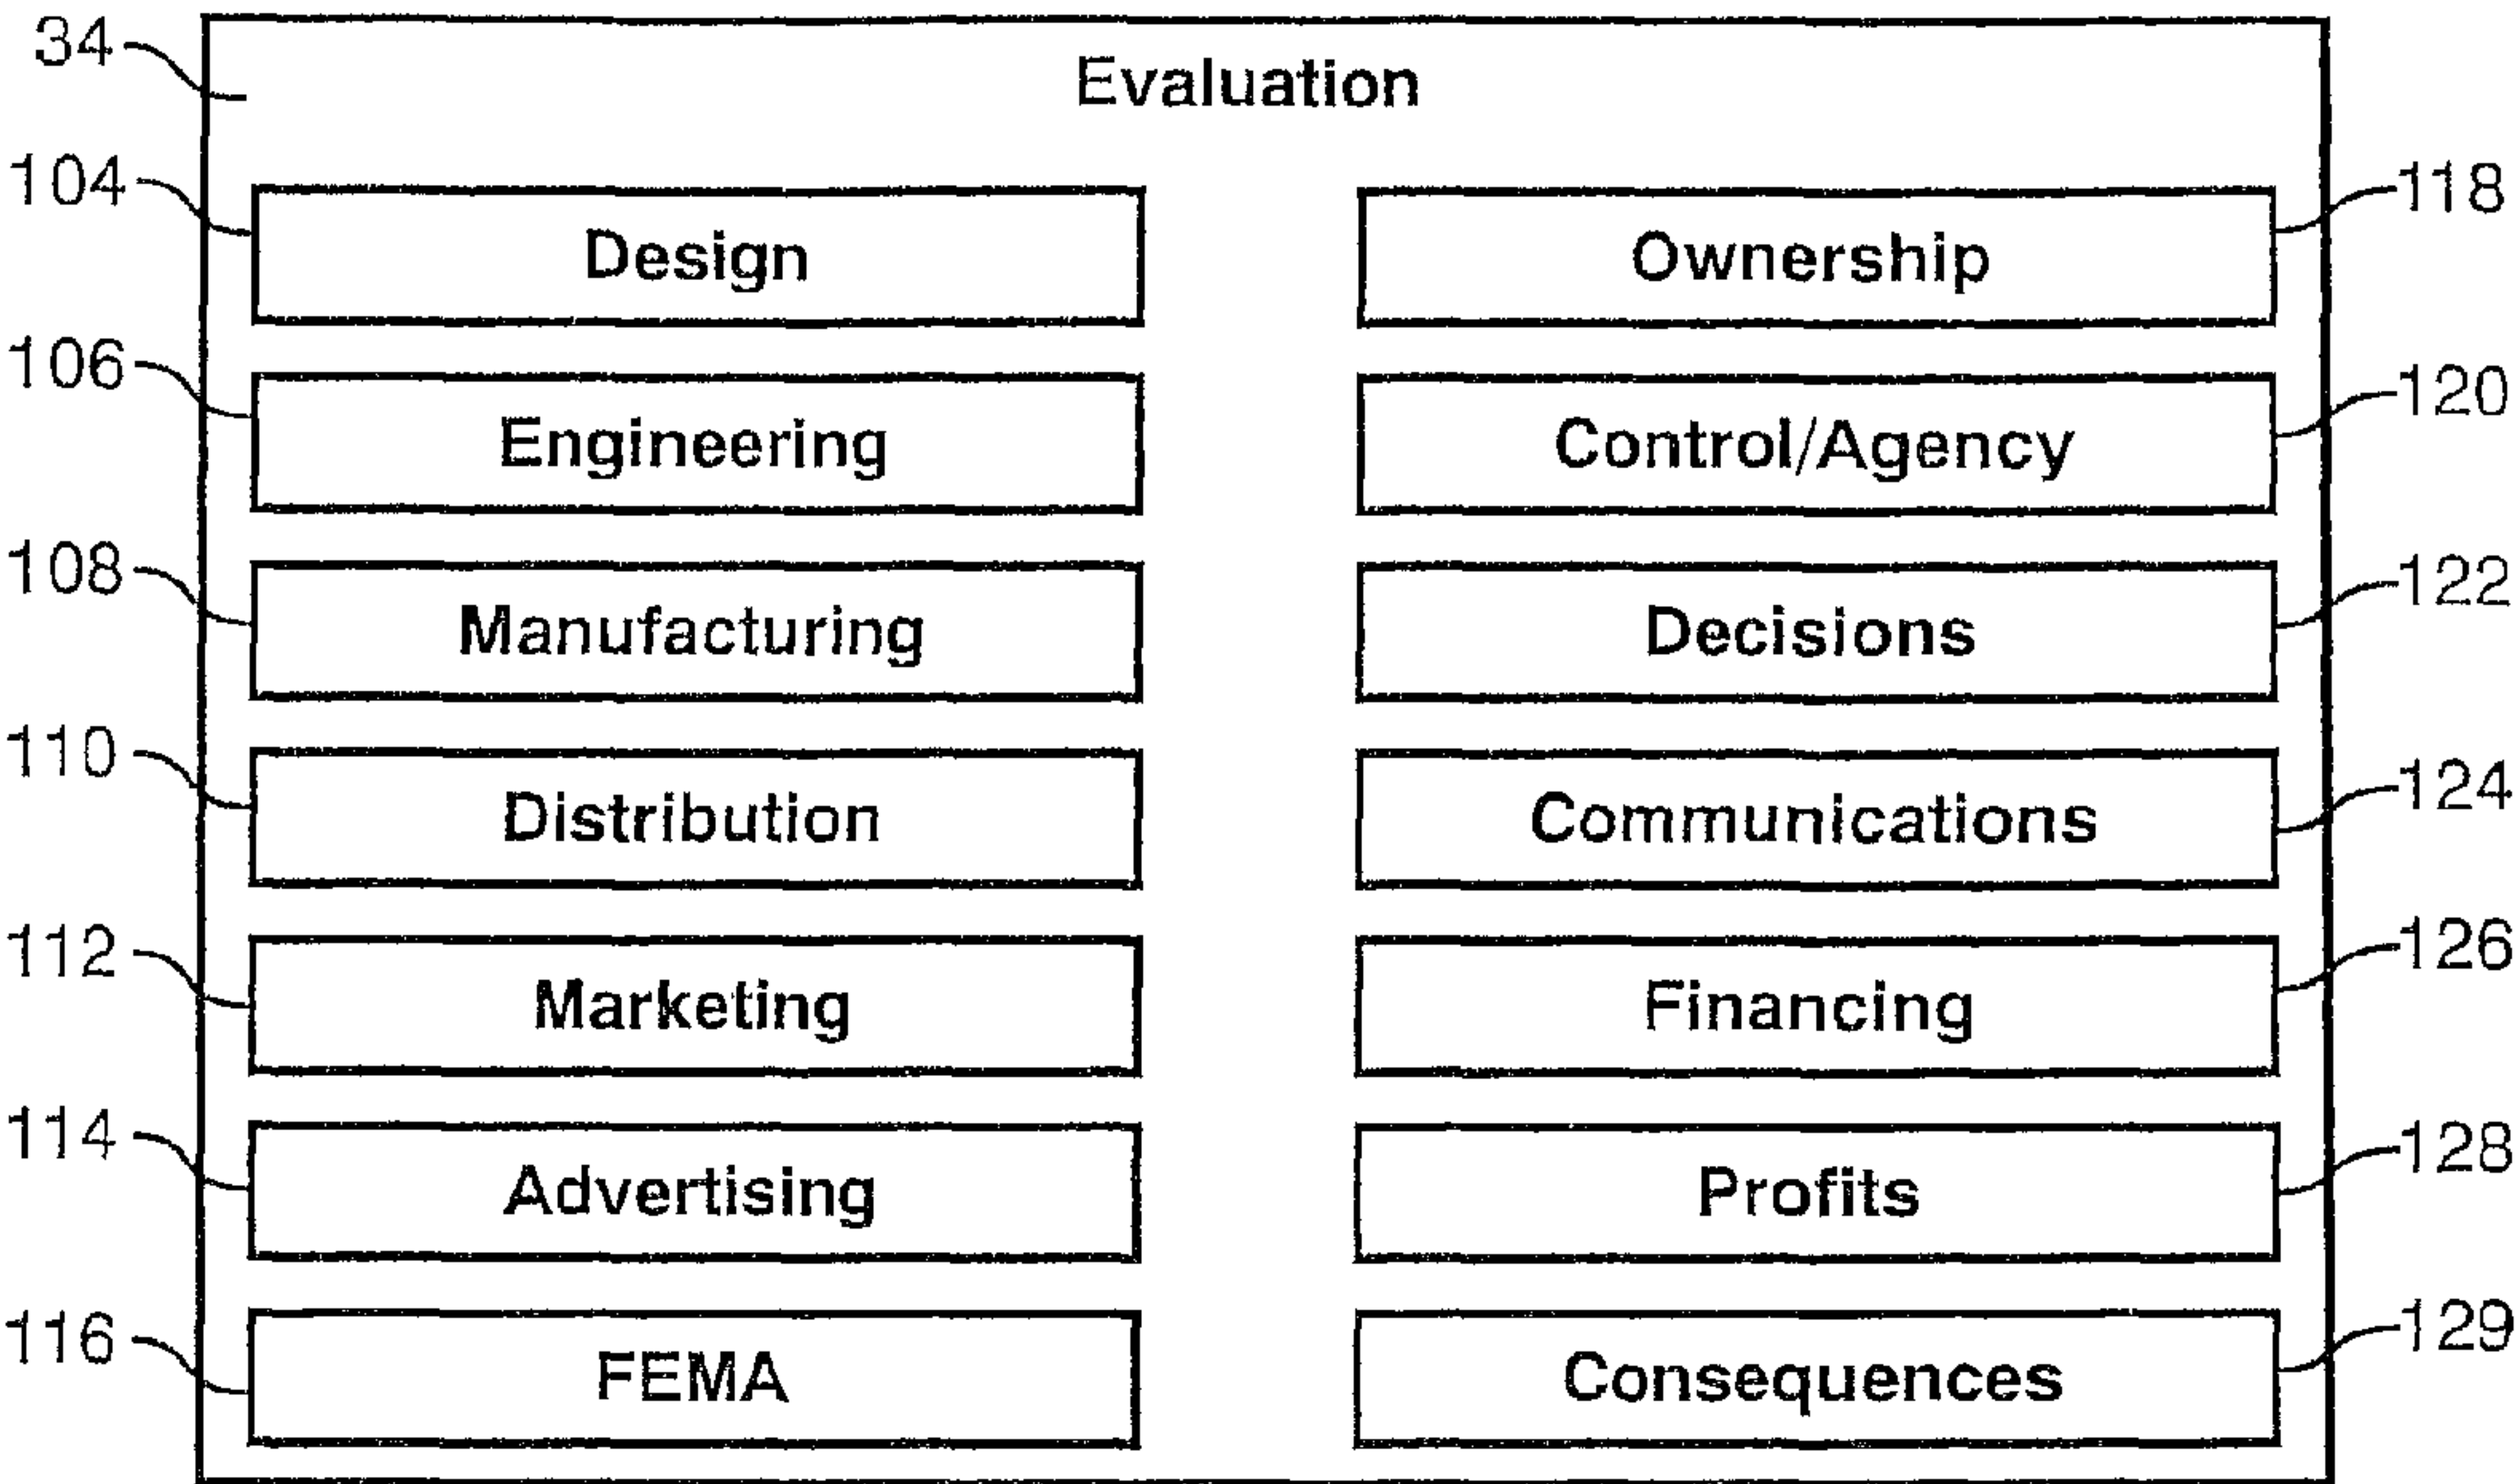 34
Evaluation
104
Design
118
Ownership
106
Engineering
120
Control/Agency
108
Manufacturing
122
Decisions
110
Distribution
124
Communications
112
Marketing
126
Financing
114
Advertising
128
Profits
116
FEMA
129
Consequences